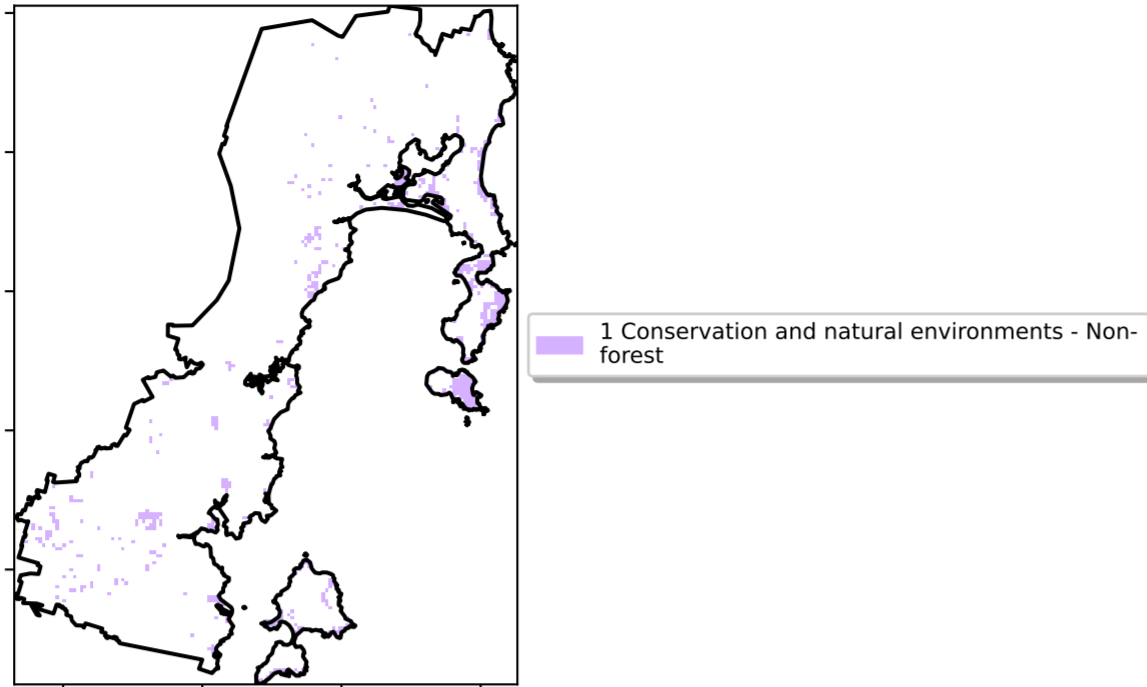 1 Conservation and natural environments - Non-
forest